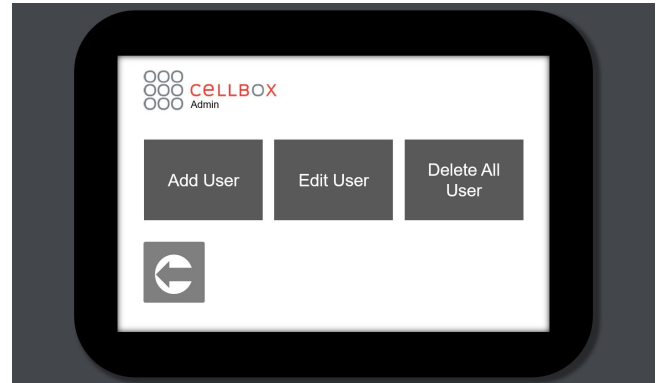 CELLBOX
Admin
Add User
Edit User
Delete All
User